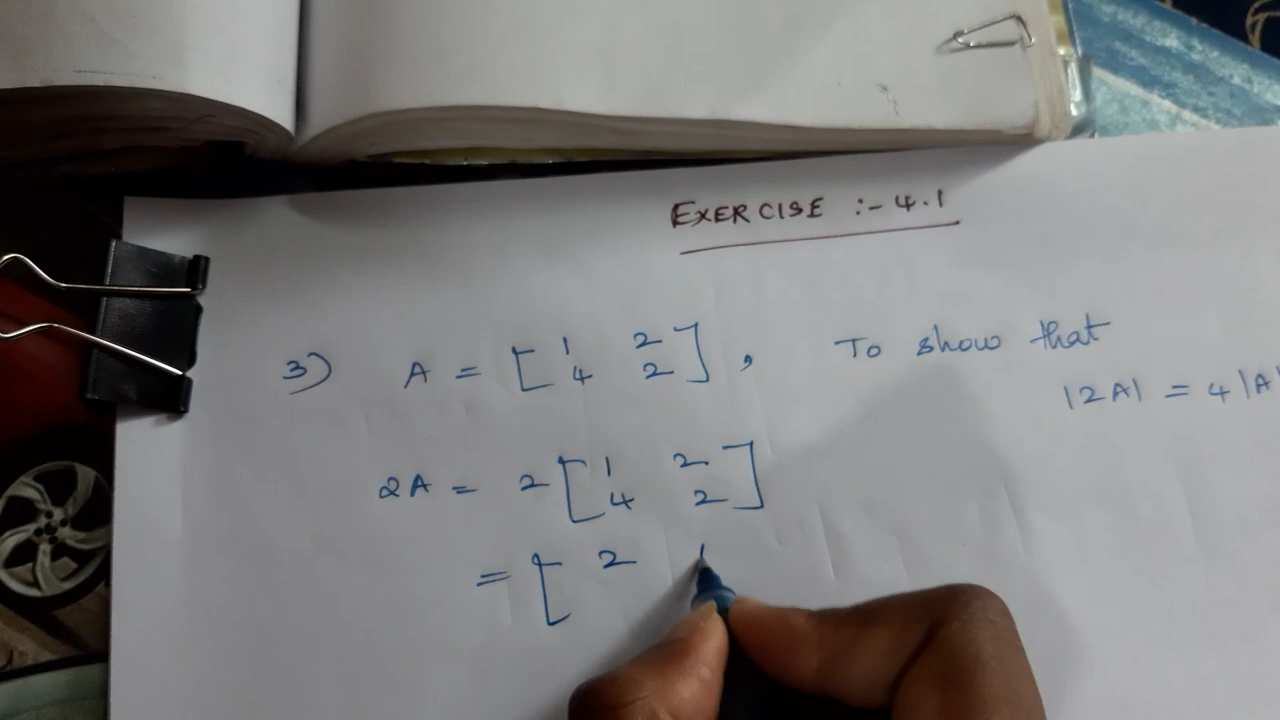 EXERCISE :- 4.1
3) A = [ 1 2
4 2 ] , To show that
|2A| = 4|A|
2A = 2 [ 1 2
4 2 ]
= [ 2